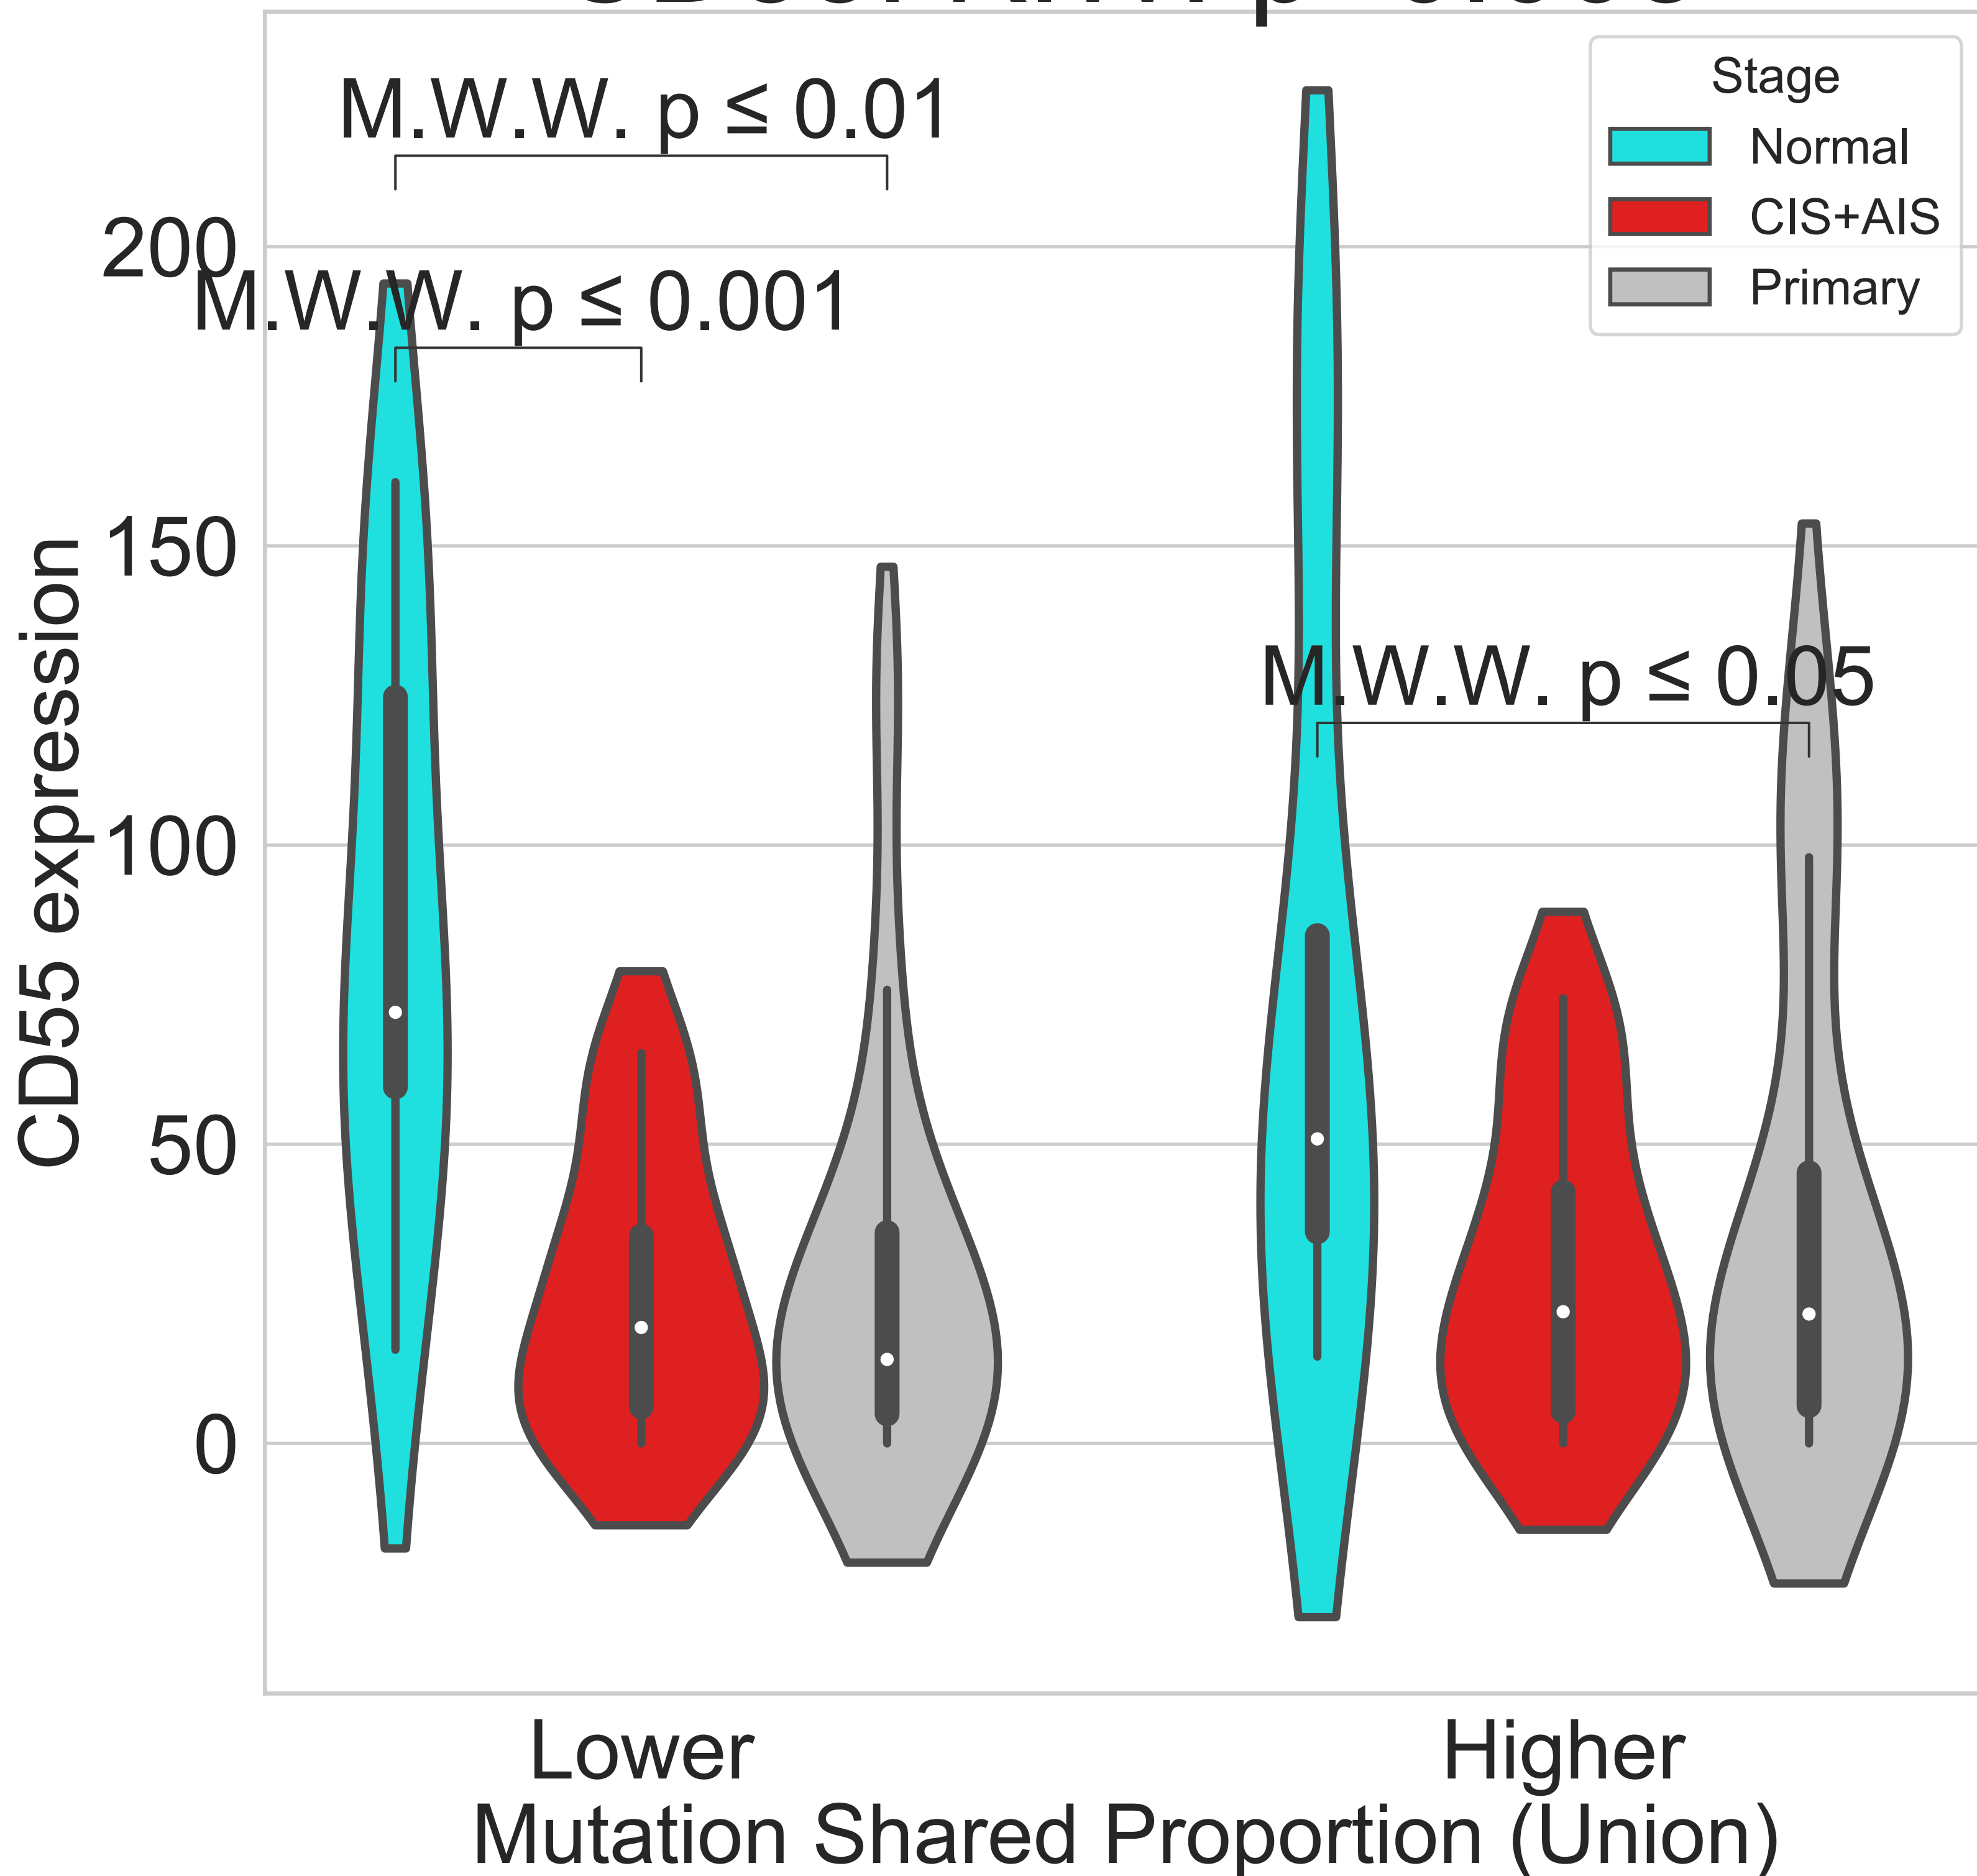 M.W.W. p ≤ 0.01
M.W.W. p ≤ 0.001
M.W.W. p ≤ 0.05
Stage
Normal
CIS+AIS
Primary
CD55 expression
200
150
100
50
0
Lower
Higher
Mutation Shared Proportion (Union)